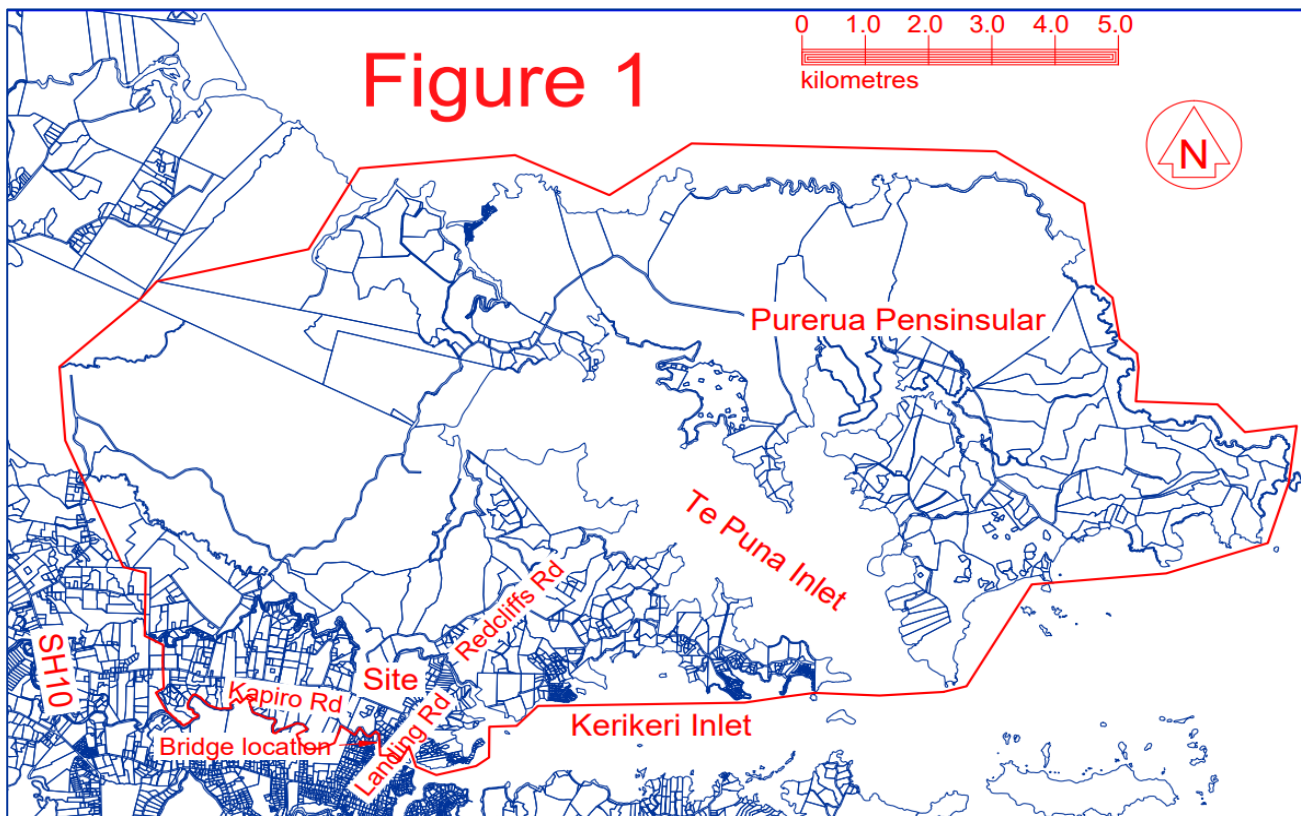 0 1.0 2.0 3.0 4.0 5.0
kilometres
Figure 1
N
Purerua Pensinsular
Te Puna Inlet
Redcliffs Rd
SH10
Site
Kapiro Rd
Landing Rd
Kerikeri Inlet
Bridge location